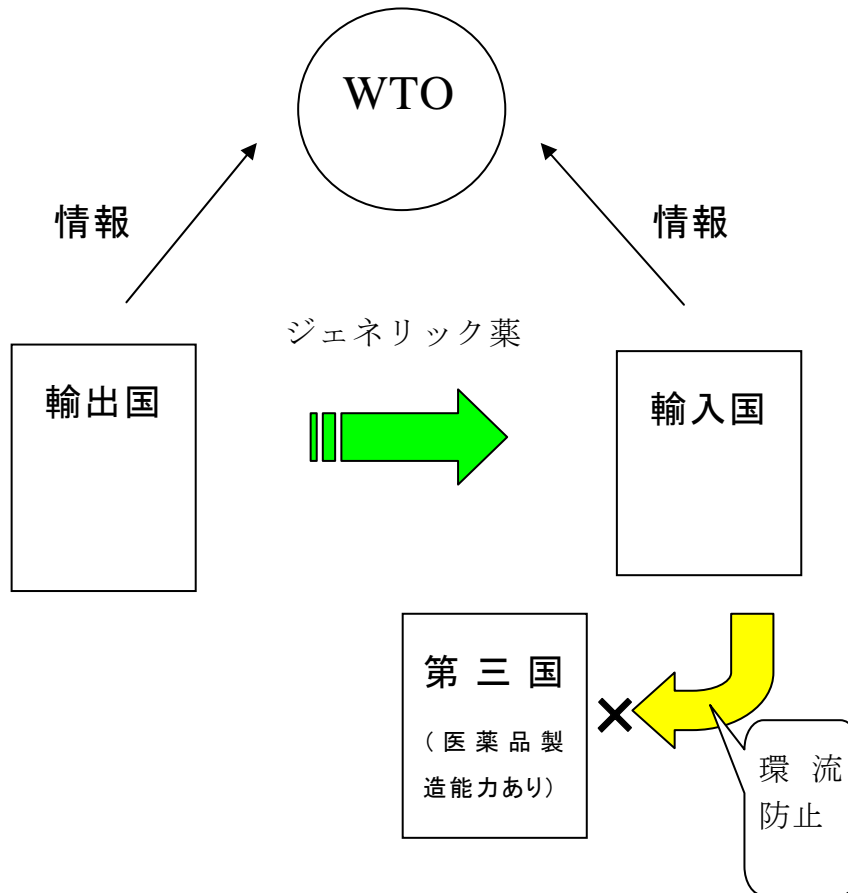 WTO
情報
情報
ジェネリック薬
輸出国
輸入国
第三国
(医薬品製
造能力あり)
環流
防止